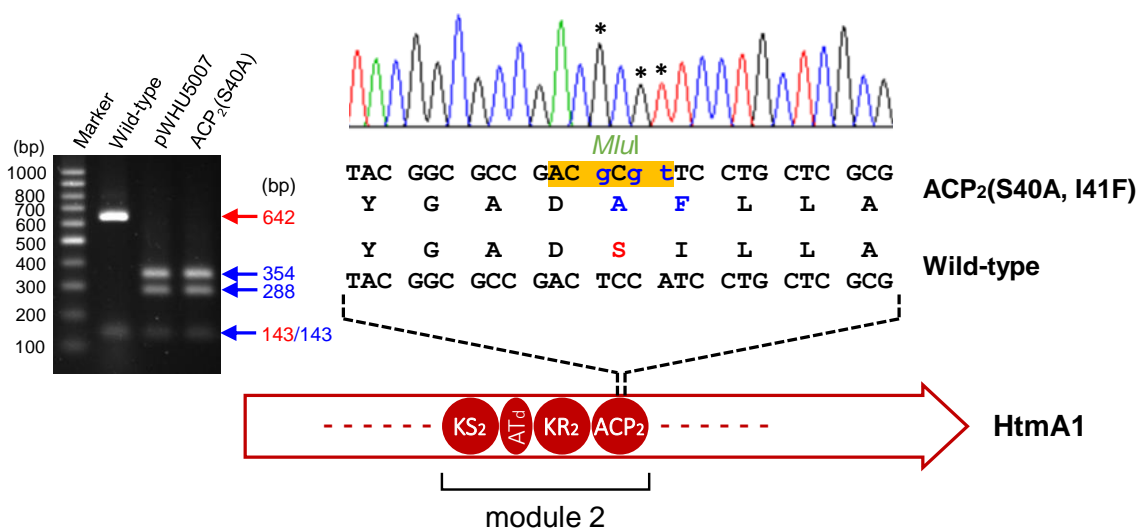 Marker
Wild-type
pWHU5007
ACP2(S40A)
(bp)
1000
800
700
600
500
400
300
200
100
(bp)
642
354
288
143/143
* * *
MluI
TAC GGC GCC GAC gCg tTC CTG CTC GCG
Y G A D A F L L A
ACP2(S40A, I41F)
Y G A D S I L L A
TAC GGC GCC GAC TCC ATC CTG CTC GCG
Wild-type
KS2
ATd
KR2
ACP2
HtmA1
module 2